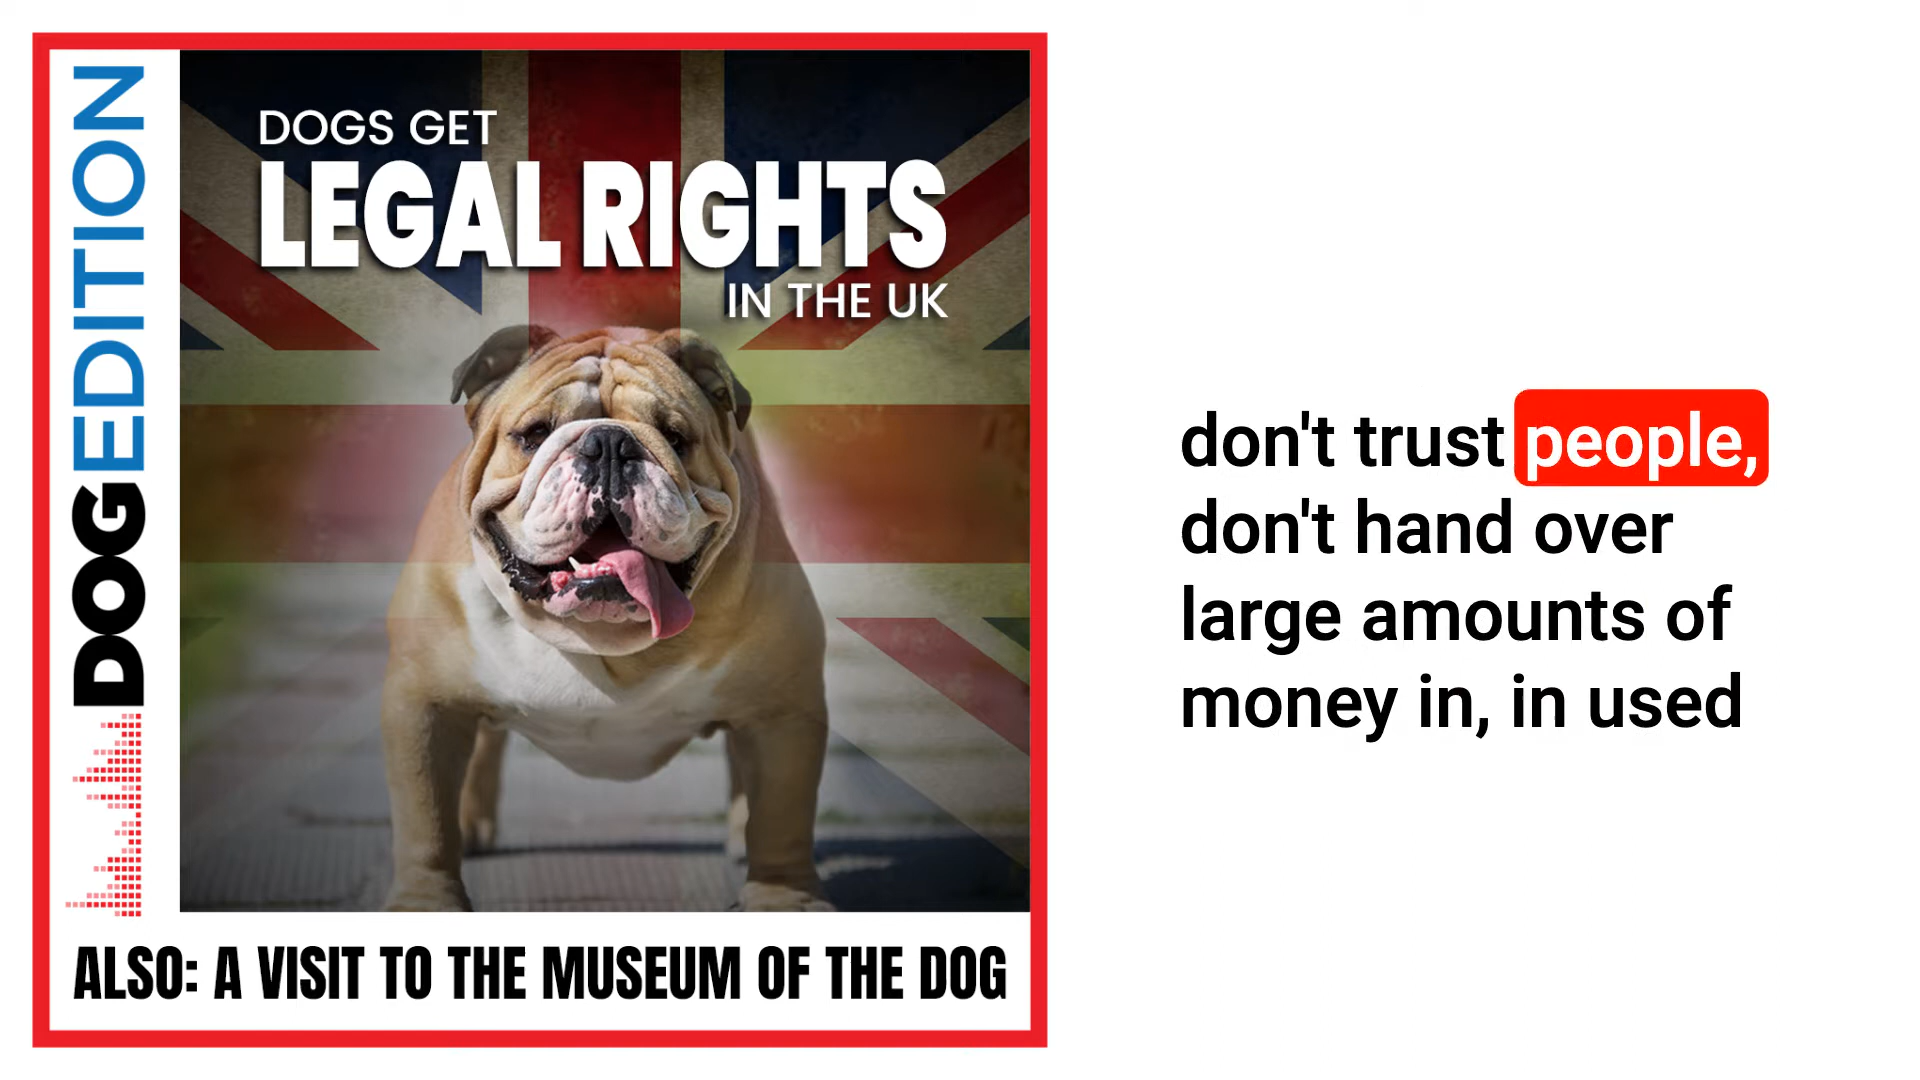 DOGEDITION
DOGS GET
LEGAL RIGHTS
IN THE UK
ALSO: A VISIT TO THE MUSEUM OF THE DOG
don't trust people,
don't hand over
large amounts of
money in, in used